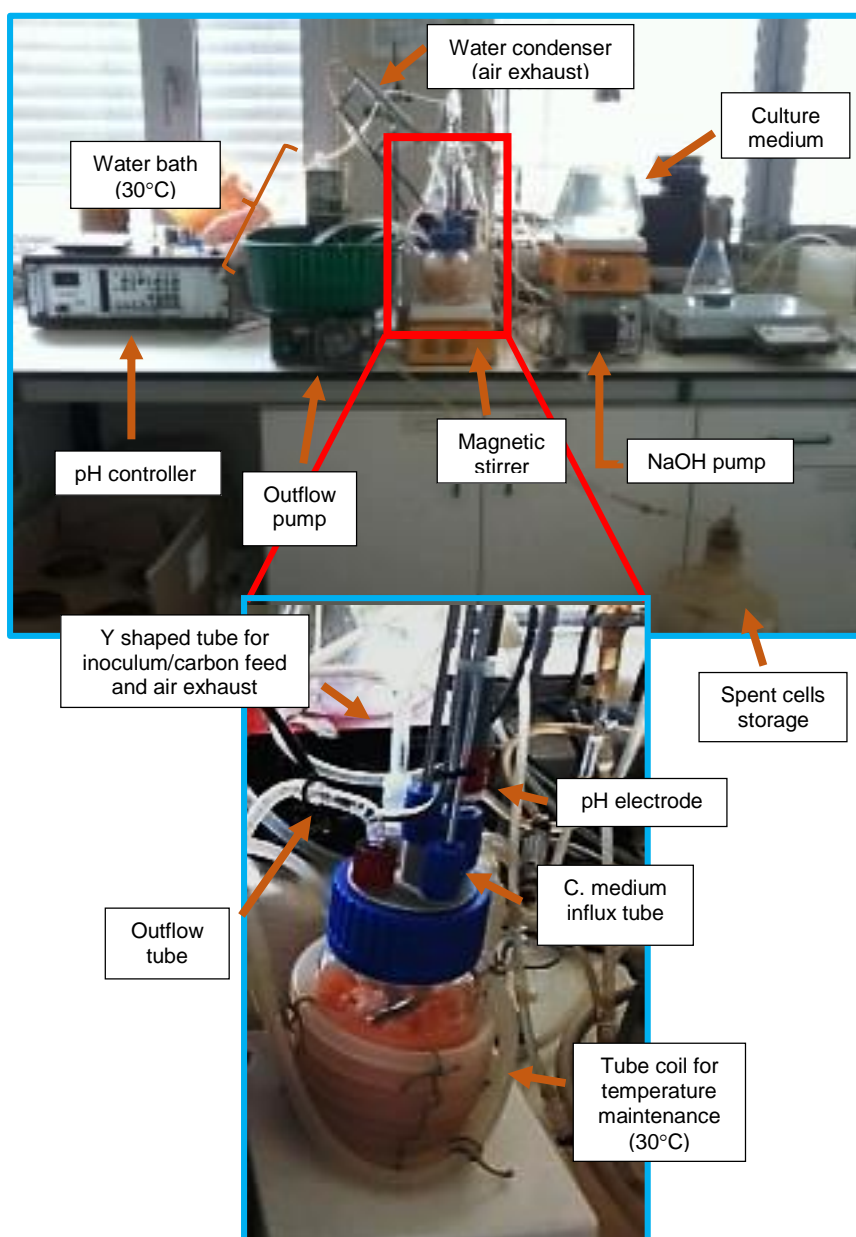 Water condenser
(air exhaust)
Culture
medium
Water bath
(30°C)
pH controller
Outflow
pump
Magnetic
stirrer
NaOH pump
Y shaped tube for
inoculum/carbon feed
and air exhaust
Spent cells
storage
pH electrode
C. medium
influx tube
Outflow
tube
Tube coil for
temperature
maintenance
(30°C)